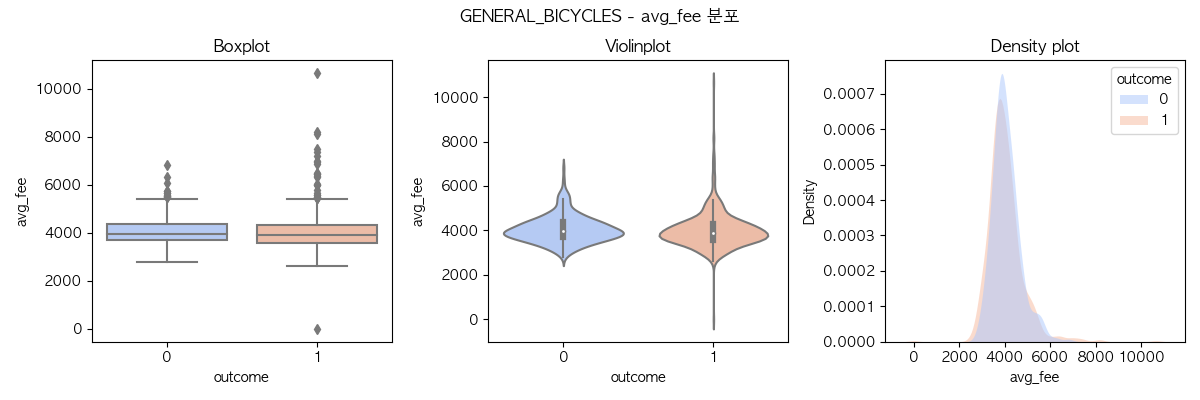 GENERAL_BICYCLES - avg_fee 분포
Boxplot
avg_fee
10000
8000
6000
4000
2000
0
0
1
outcome
Violinplot
avg_fee
10000
8000
6000
4000
2000
0
0
1
outcome
Density plot
Density
0.0007
0.0006
0.0005
0.0004
0.0003
0.0002
0.0001
0.0000
outcome
0
1
0 2000 4000 6000 8000 10000
avg_fee